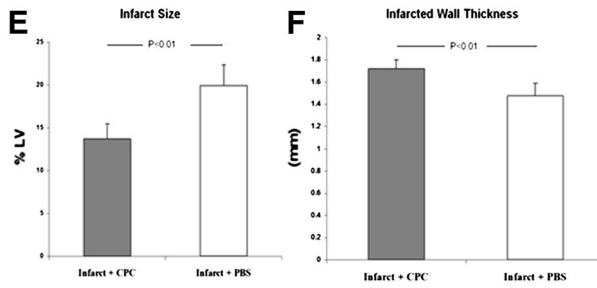 E
Infarct Size
P<0.01
% LV
25
20
15
10
5
0
Infarct + CPC
Infarct + PBS
F
Infarcted Wall Thickness
P<0.01
(mm)
2
1.8
1.6
1.4
1.2
1
0.8
0.6
0.4
0.2
0
Infarct + CPC
Infarct + PBS